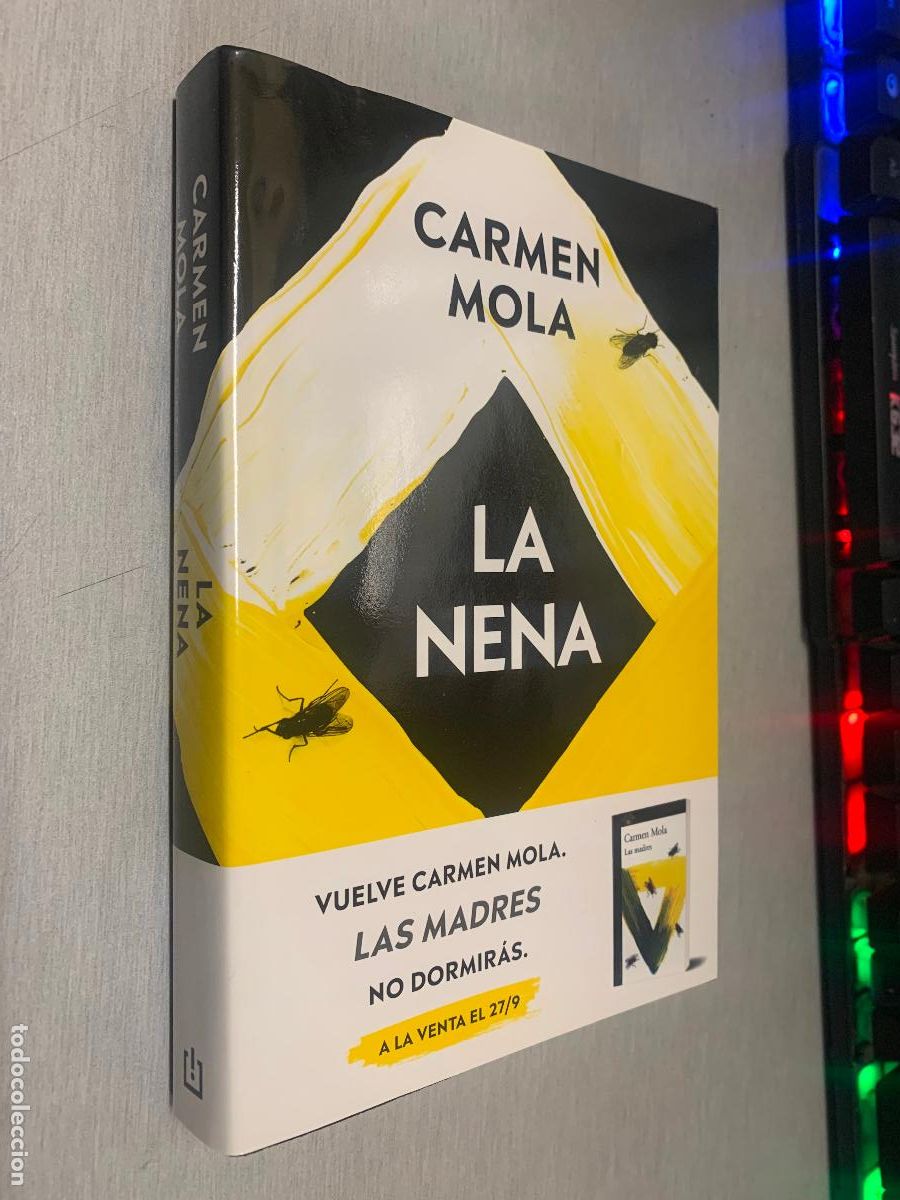 CARMEN
MOLA
LA
NENA
CARMEN
MOLA
LA
NENA
VUELVE CARMEN MOLA.
LAS MADRES
NO DORMIRÁS.
A LA VENTA EL 27/9
Carmen Mola
Las madres
todocoleccion